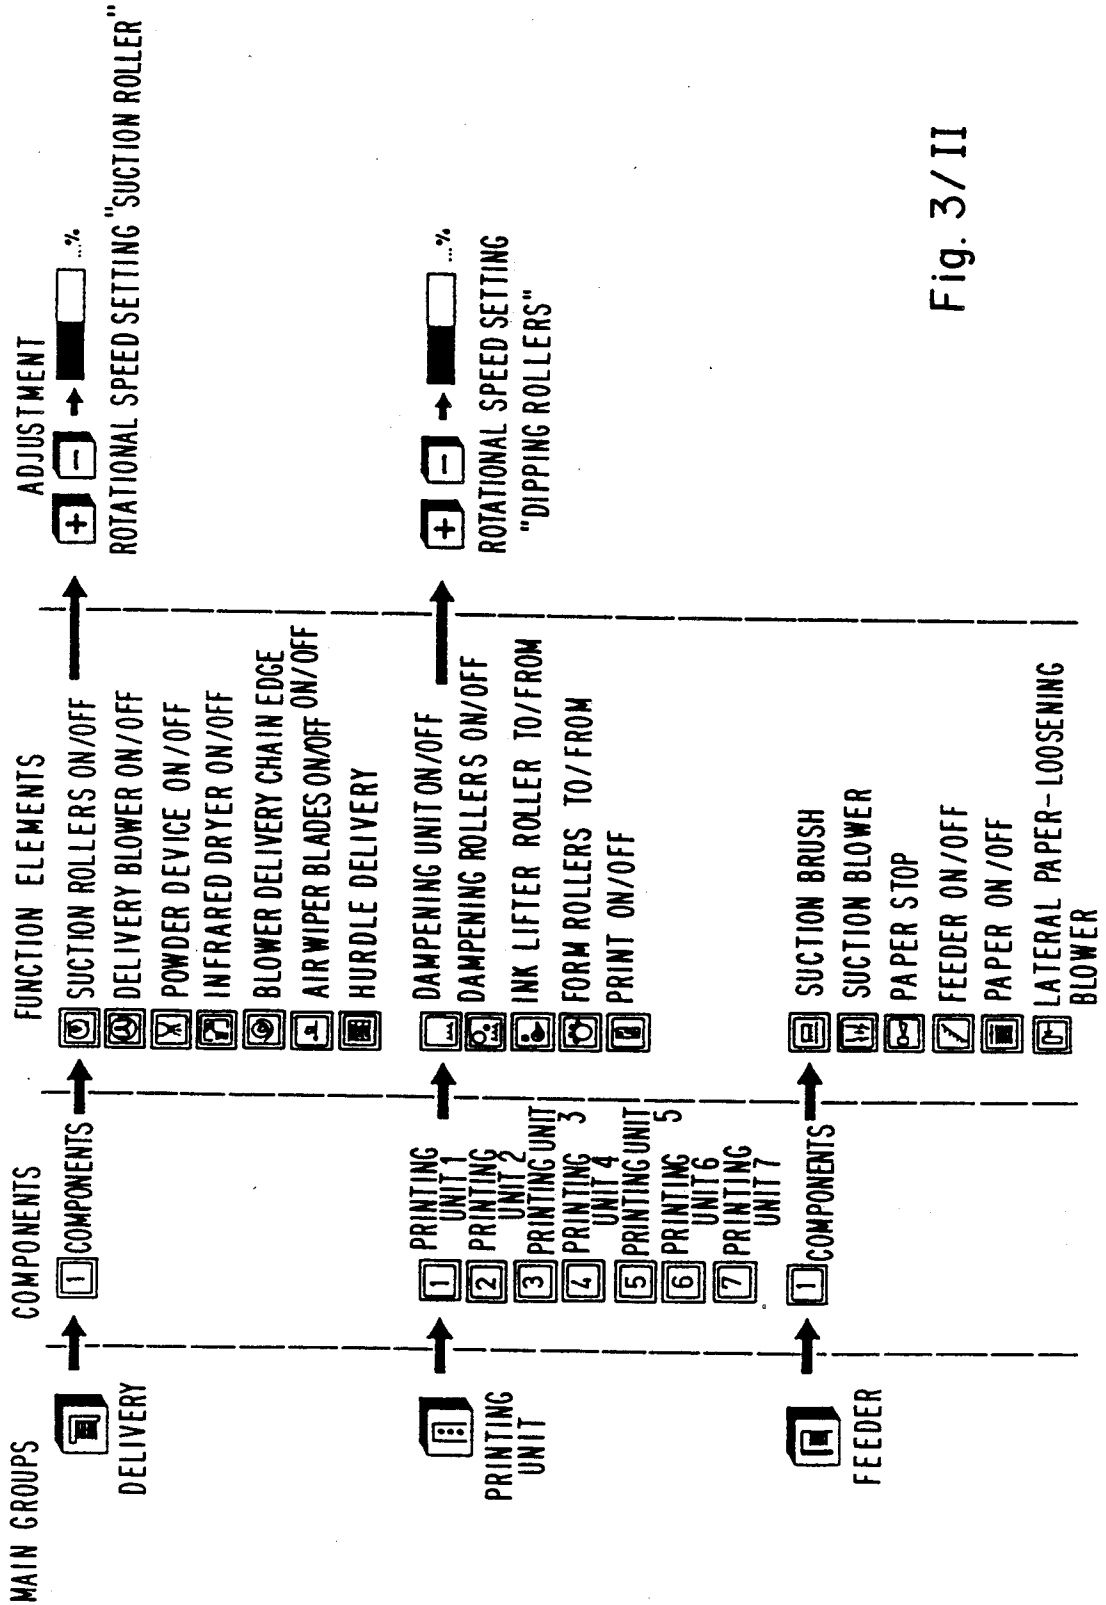 MAIN GROUPS
COMPONENTS
FUNCTION ELEMENTS
ADJUSTMENT
DELIVERY
1 COMPONENTS
SUCTION ROLLERS ON/OFF
DELIVERY BLOWER ON/OFF
POWDER DEVICE ON/OFF
INFRARED DRYER ON/OFF
BLOWER DELIVERY CHAIN EDGE
ON/OFF
AIRWIPER BLADES ON/OFF
HURDLE DELIVERY
+ - ...%
ROTATIONAL SPEED SETTING "SUCTION ROLLER"
PRINTING
UNIT
1 PRINTING
UNIT 1
2 PRINTING
UNIT 2
3 PRINTING UNIT
3
4 PRINTING
UNIT 4
5 PRINTING UNIT
5
6 PRINTING
UNIT 6
7 PRINTING
UNIT 7
DAMPENING UNIT ON/OFF
DAMPENING ROLLERS ON/OFF
INK LIFTER ROLLER TO/FROM
FORM ROLLERS TO/FROM
PRINT ON/OFF
+ - ...%
ROTATIONAL SPEED SETTING
"DIPPING ROLLERS"
FEEDER
1 COMPONENTS
SUCTION BRUSH
SUCTION BLOWER
PAPER STOP
FEEDER ON/OFF
PAPER ON/OFF
LATERAL PAPER-LOOSENING
BLOWER
Fig. 3/II